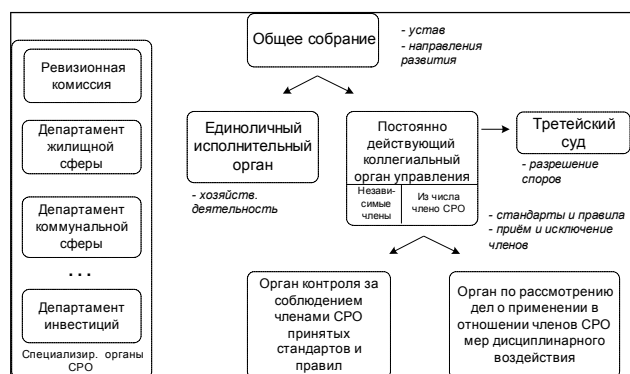 Общее собрание
- устав
- направления
развития
Ревизионная
комиссия
Департамент
жилищной
сферы
Департамент
коммунальной
сферы
...
Департамент
инвестиций
Специализир. органы
СРО
Единоличный
исполнительный
орган
- хозяйств.
деятельность
Постоянно
действующий
коллегиальный
орган управления
Незави-
симые
члены
Из числа
члено СРО
Третейский
суд
- разрешение
споров
- стандарты и правила
- приём и исключение
членов
Орган контроля за
соблюдением
членами СРО
принятых
стандартов и
правил
Орган по рассмотрению
дел о применении в
отношении членов СРО
мер дисциплинарного
воздействия